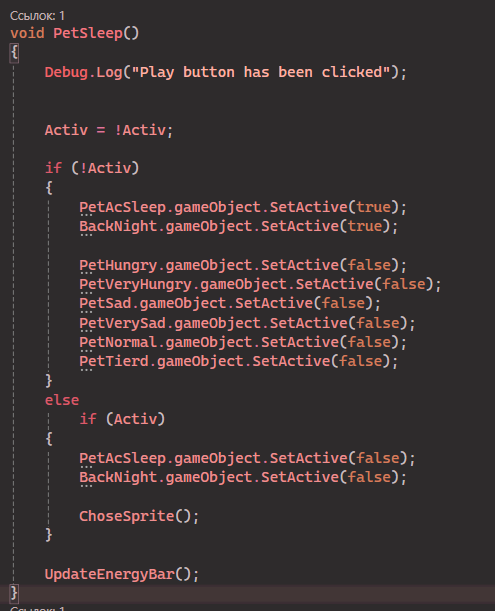 Ссылок: 1
void PetSleep()
{
Debug.Log("Play button has been clicked");
Activ = !Activ;
if (!Activ)
{
PetAcSleep.gameObject.SetActive(true);
BackNight.gameObject.SetActive(true);
PetHungry.gameObject.SetActive(false);
PetVeryHungry.gameObject.SetActive(false);
PetSad.gameObject.SetActive(false);
PetVerySad.gameObject.SetActive(false);
PetNormal.gameObject.SetActive(false);
PetTierd.gameObject.SetActive(false);
}
else
if (Activ)
{
PetAcSleep.gameObject.SetActive(false);
BackNight.gameObject.SetActive(false);
ChoseSprite();
}
UpdateEnergyBar();
}
Ссылок: 1